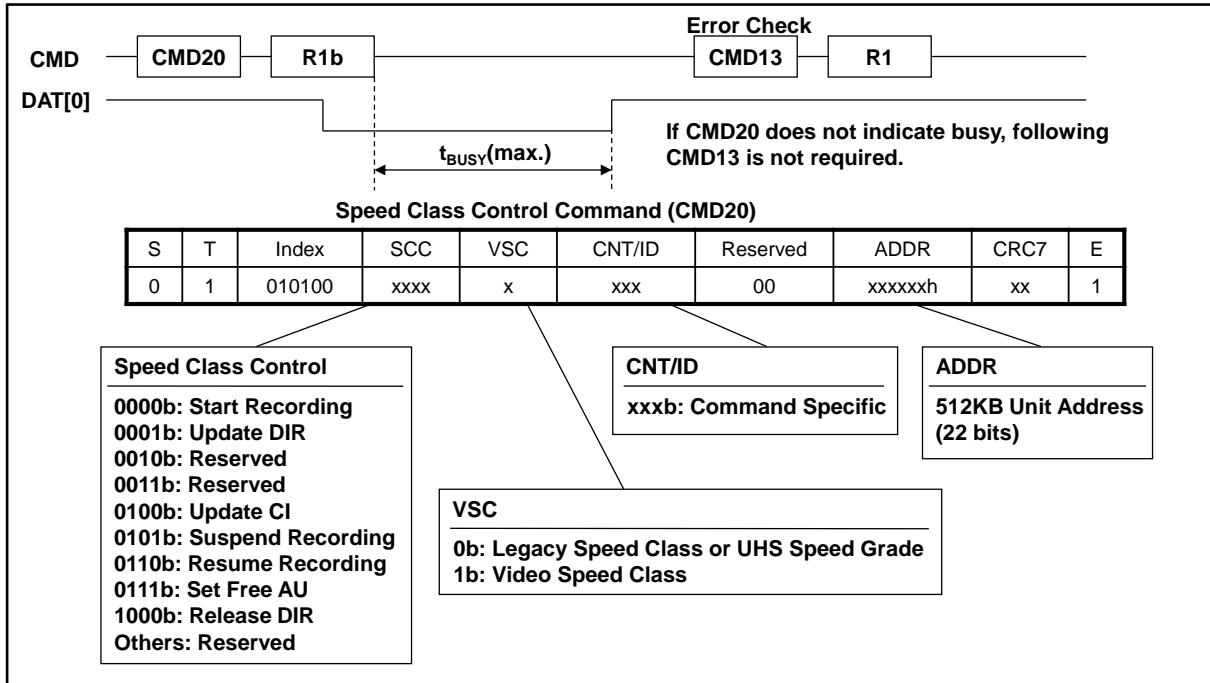 Error Check
CMD CMD20 R1b CMD13 R1
DAT[0]
If CMD20 does not indicate busy, following
CMD13 is not required.
tBUSY(max.)
Speed Class Control Command (CMD20)
S T Index SCC VSC CNT/ID Reserved ADDR CRC7 E
0 1 010100 xxxx x xxx 00 xxxxxxh xx 1
Speed Class Control
0000b: Start Recording
0001b: Update DIR
0010b: Reserved
0011b: Reserved
0100b: Update CI
0101b: Suspend Recording
0110b: Resume Recording
0111b: Set Free AU
1000b: Release DIR
Others: Reserved
VSC
0b: Legacy Speed Class or UHS Speed Grade
1b: Video Speed Class
CNT/ID
xxxb: Command Specific
ADDR
512KB Unit Address
(22 bits)